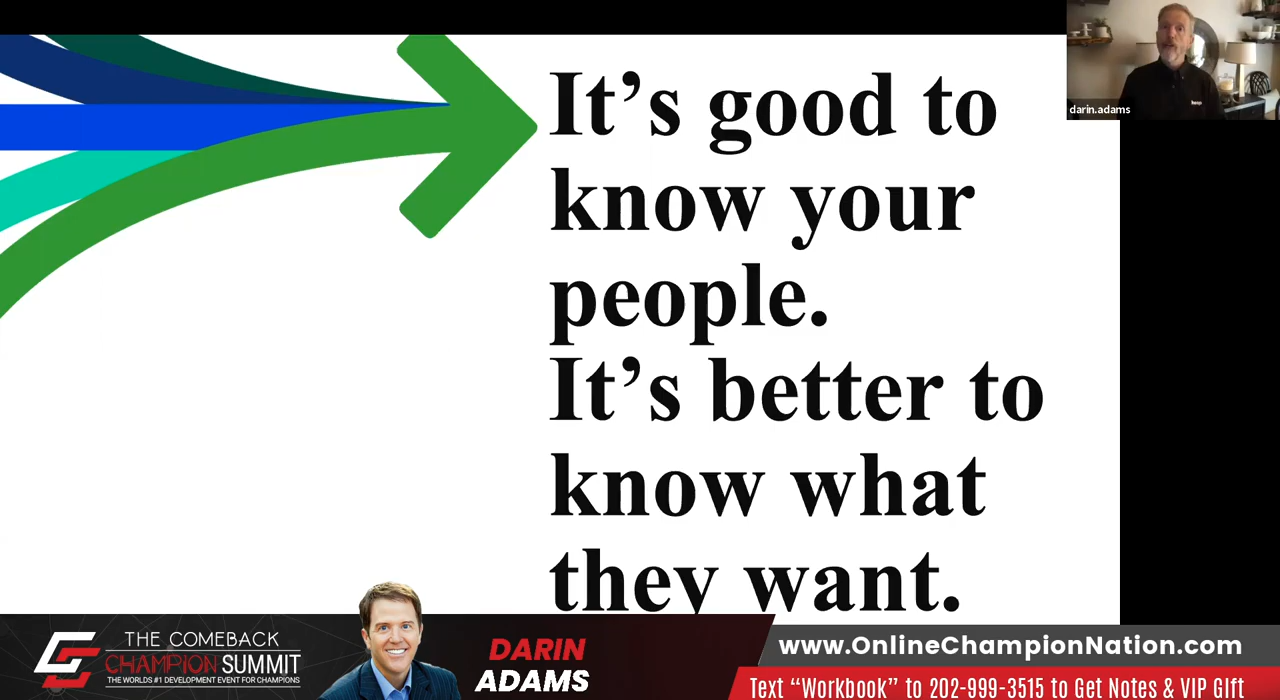 It’s good to
know your
people.
It’s better to
know what
they want.
darin.adams
THE COMEBACK
CHAMPION SUMMIT
THE WORLDS #1 DEVELOPMENT EVENT FOR CHAMPIONS
DARIN
ADAMS
www.OnlineChampionNation.com
Text “Workbook” to 202-999-3515 to Get Notes & VIP GIft